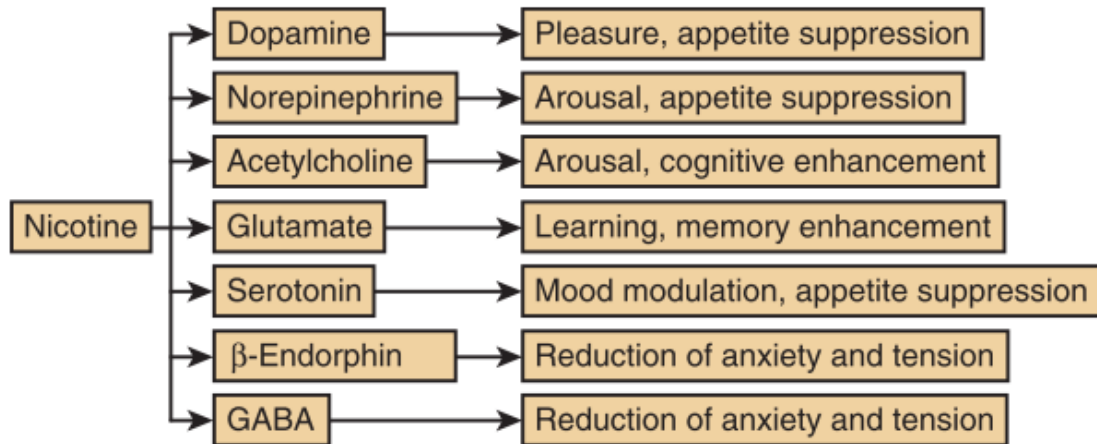 Dopamine
Pleasure, appetite suppression
Norepinephrine
Arousal, appetite suppression
Acetylcholine
Arousal, cognitive enhancement
Nicotine
Glutamate
Learning, memory enhancement
Serotonin
Mood modulation, appetite suppression
β-Endorphin
Reduction of anxiety and tension
GABA
Reduction of anxiety and tension